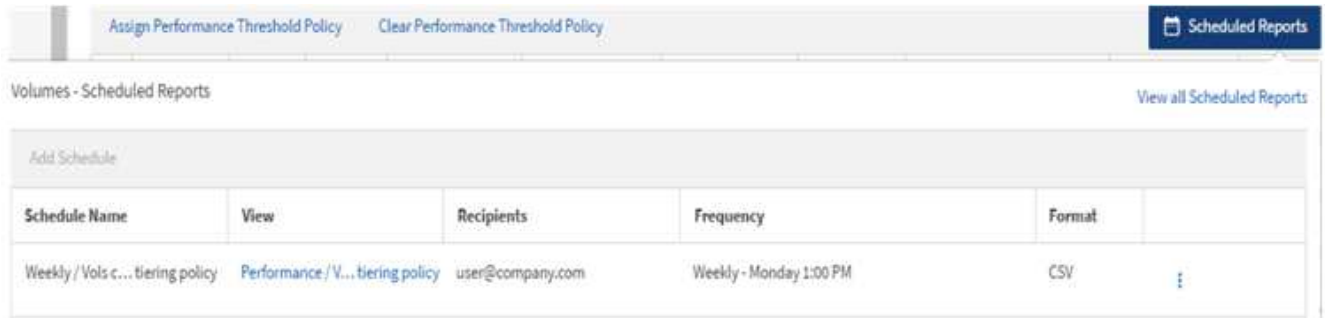 Assign Performance Threshold Policy Clear Performance Threshold Policy Scheduled Reports
Volumes - Scheduled Reports View all Scheduled Reports
Add Schedule
Schedule Name View Recipients Frequency Format
Weekly / Vols c... tiering policy Performance / V... tiering policy user@company.com Weekly - Monday 1:00 PM CSV